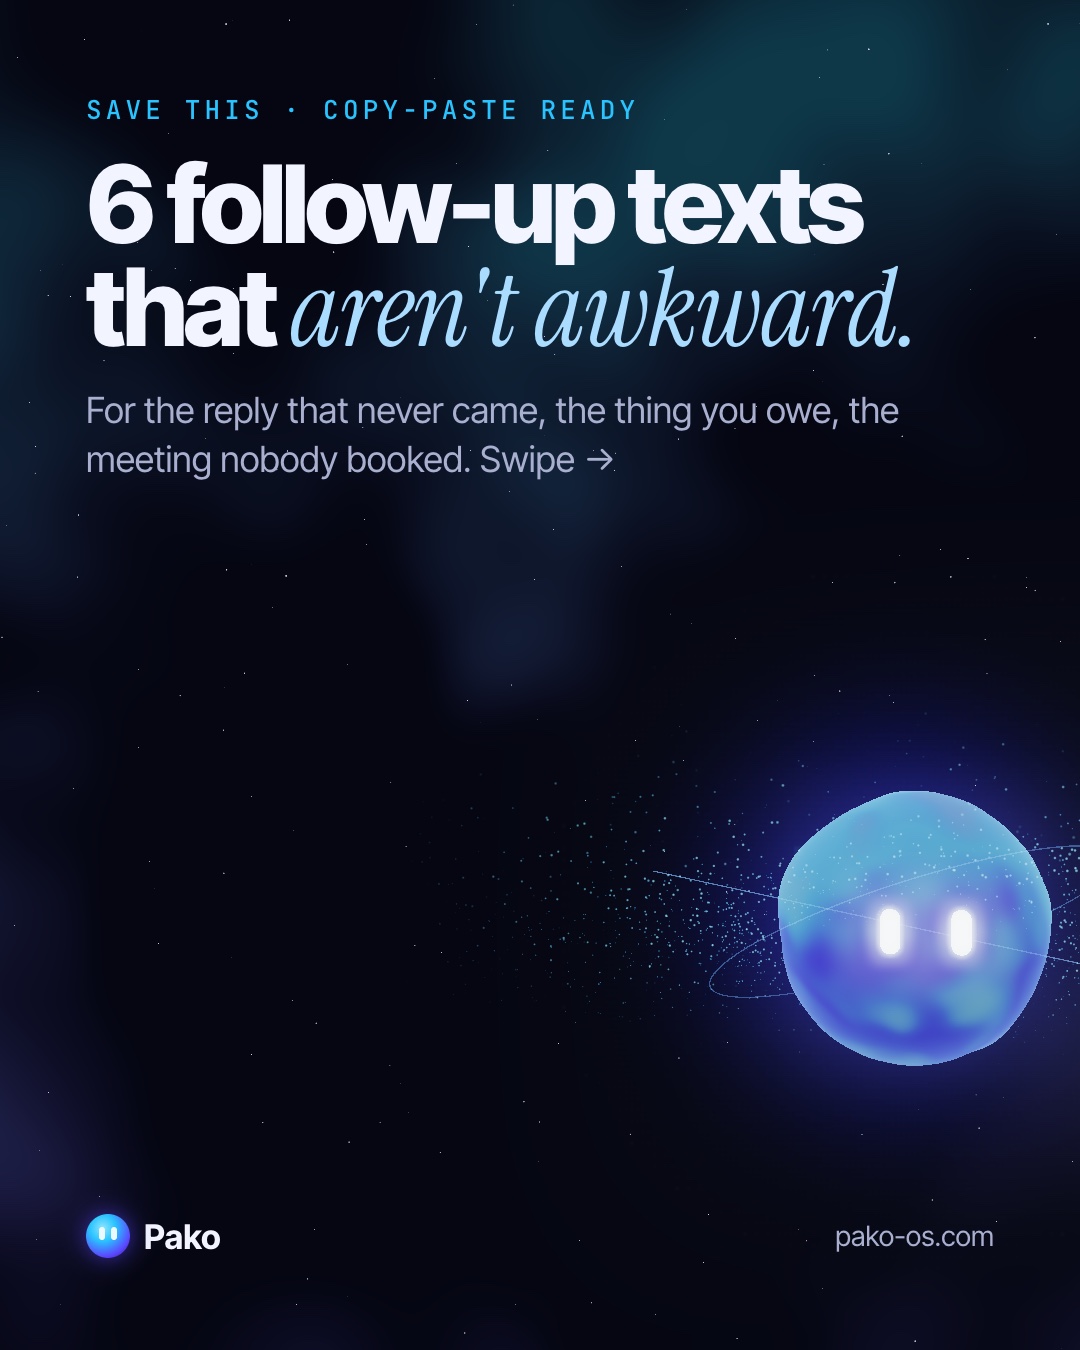 SAVE THIS · COPY-PASTE READY
6 follow-up texts
that aren't awkward.
For the reply that never came, the thing you owe, the
meeting nobody booked. Swipe →
Pako
pako-os.com